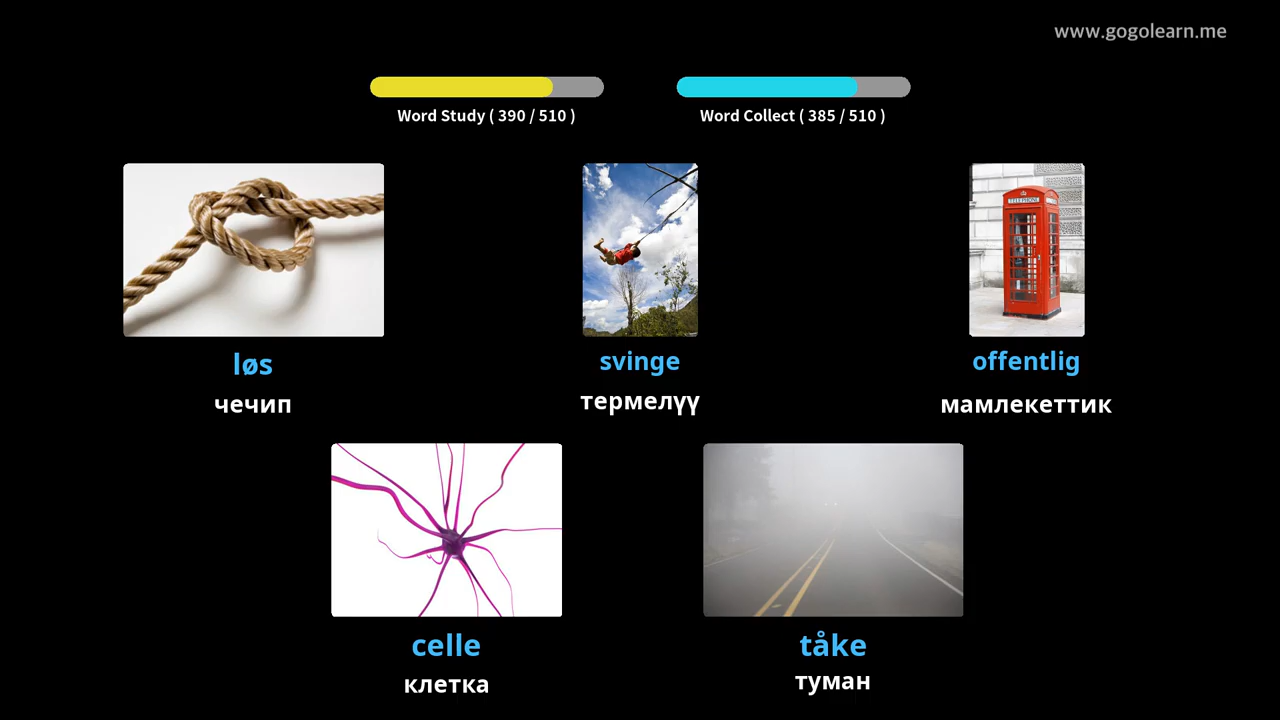 www.gogolearn.me
Word Study ( 390 / 510 )
Word Collect ( 385 / 510 )
TELEPHONE
løs
svinge
offentlig
чечип
термелүү
мамлекеттик
celle
tåke
клетка
туман